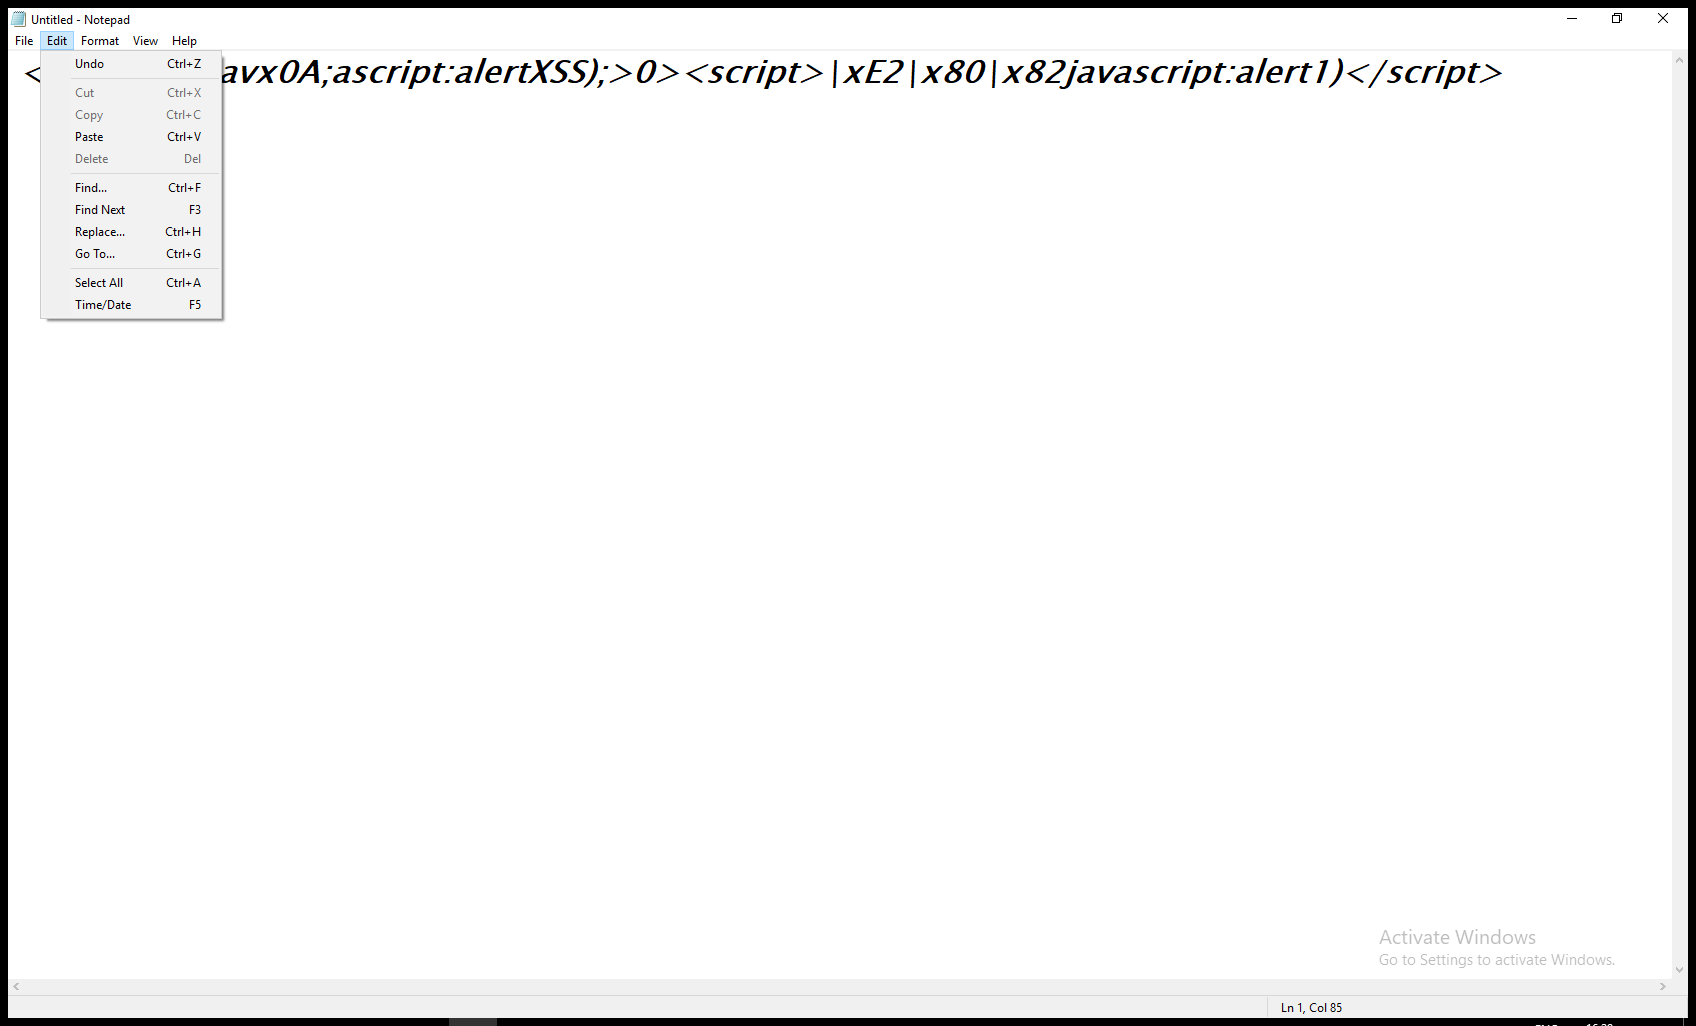 Untitled - Notepad
File Edit Format View Help
<
avx0A;ascript:alertXSS);>0><script>|xE2|x80|x82javascript:alert1)</script>
Undo Ctrl+Z
Cut Ctrl+X
Copy Ctrl+C
Paste Ctrl+V
Delete Del
Find... Ctrl+F
Find Next F3
Replace... Ctrl+H
Go To... Ctrl+G
Select All Ctrl+A
Time/Date F5
Activate Windows
Go to Settings to activate Windows.
Ln 1, Col 85